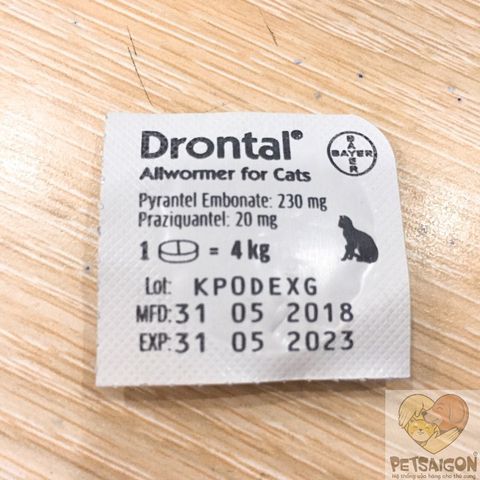 Drontal®
BAYER
BAYER
Allwormer for Cats
Pyrantel Embonate: 230 mg
Praziquantel: 20 mg
1 = 4 kg
Lot: KPODEXG
MFD: 31 05 2018
EXP: 31 05 2023
PETSAIGON
Hệ thống cửa hàng cho thú cưng